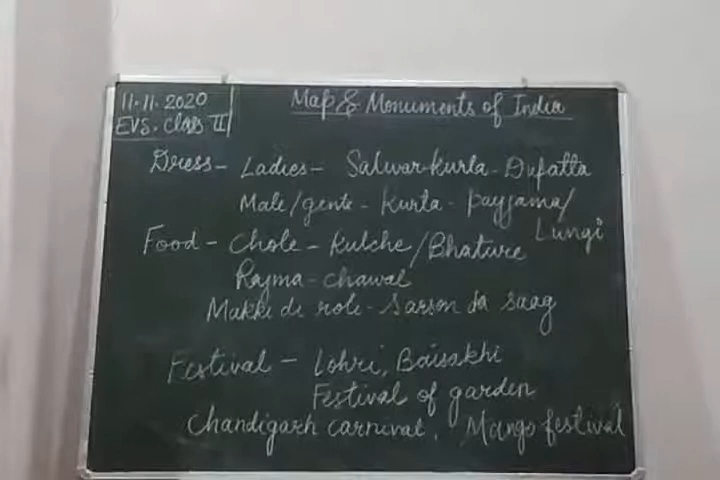 11.11.2020
EVS. Class II
Map & Monuments of India
Dress - Ladies - Salwar-kurta - Dupatta
Male/gents - Kurta - payjama/
Lungi
Food - Chole - Kulche/Bhature
Rajma - chawal
Makki di roti - Sarson da saag
Festival - Lohri, Baisakhi
Festival of garden
Chandigarh carnival, Mango festival